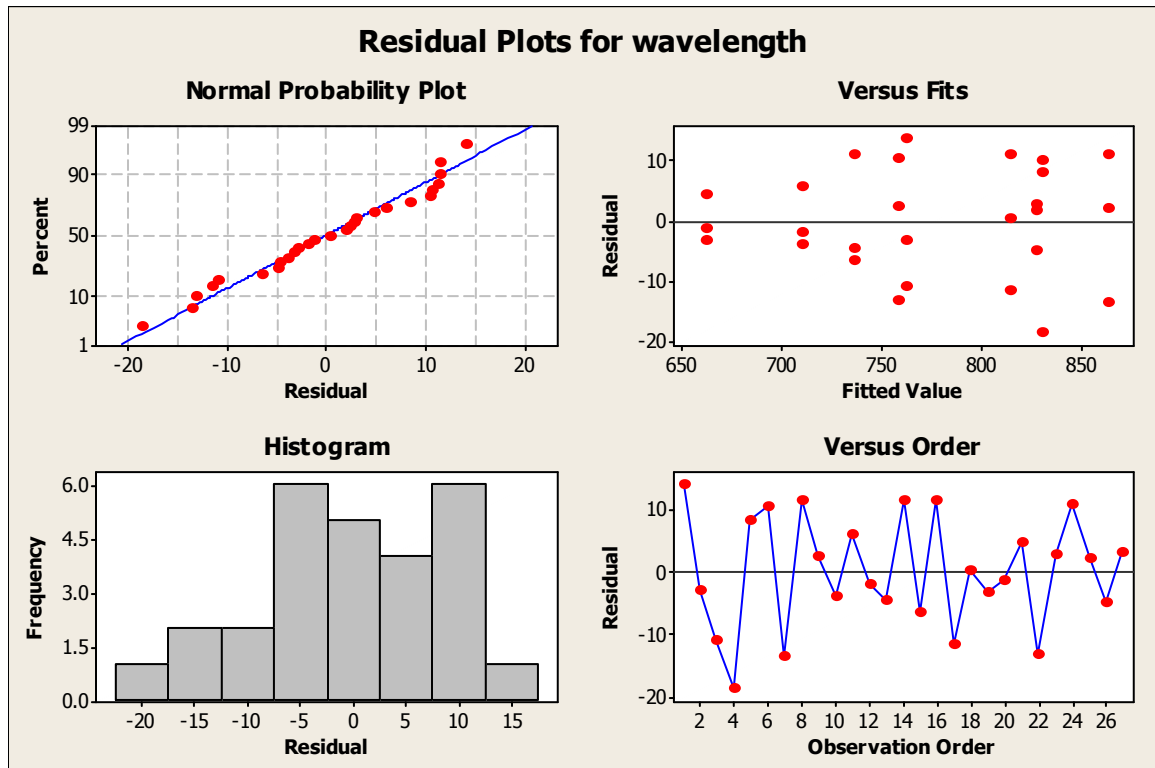 Residual Plots for wavelength
Normal Probability Plot
99
90
50
10
1
Percent
-20 -10 0 10 20
Residual
Versus Fits
10
0
-10
-20
Residual
650 700 750 800 850
Fitted Value
Histogram
6.0
4.5
3.0
1.5
0.0
Frequency
-20 -15 -10 -5 0 5 10 15
Residual
Versus Order
10
0
-10
-20
Residual
2 4 6 8 10 12 14 16 18 20 22 24 26
Observation Order